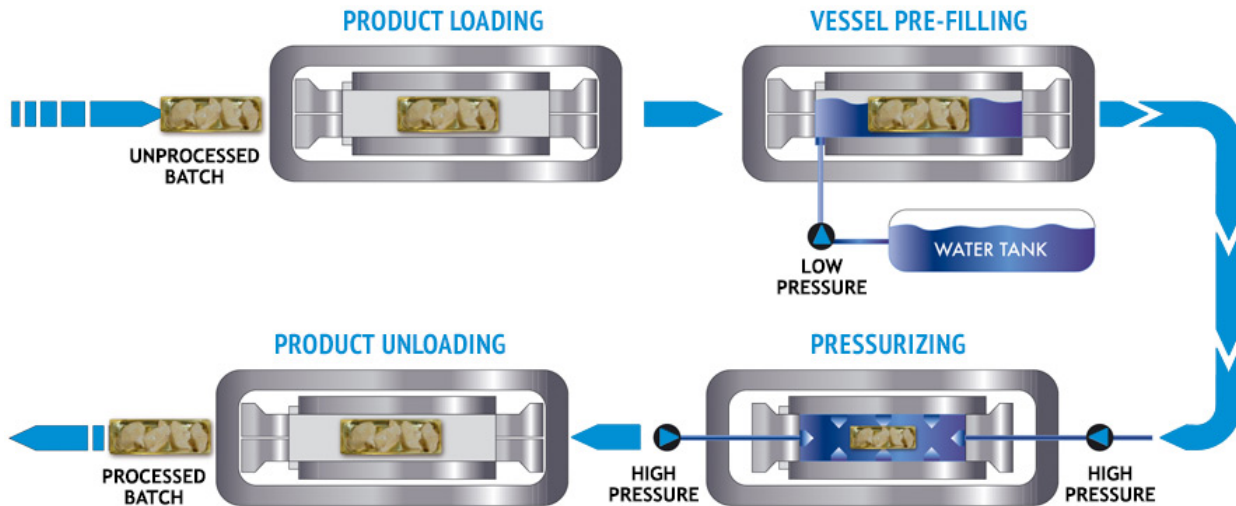 PRODUCT LOADING
VESSEL PRE-FILLING
UNPROCESSED
BATCH
WATER TANK
LOW
PRESSURE
PRODUCT UNLOADING
PRESSURIZING
PROCESSED
BATCH
HIGH
PRESSURE
HIGH
PRESSURE